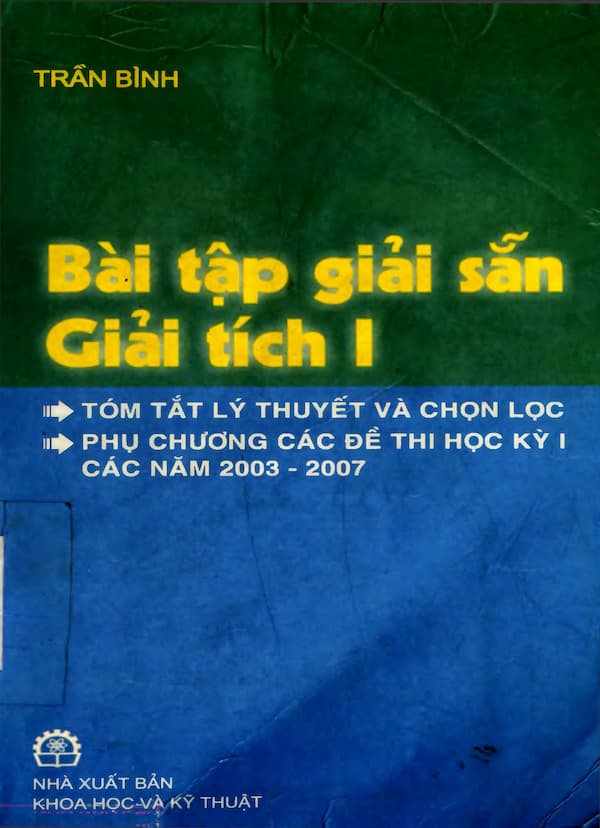 TRẦN BÌNH
Bài tập giải sẵn
Giải tích I
TÓM TẮT LÝ THUYẾT VÀ CHỌN LỌC
PHỤ CHƯƠNG CÁC ĐỀ THI HỌC KỲ I
CÁC NĂM 2003 - 2007
NHÀ XUẤT BẢN
KHOA HỌC VÀ KỸ THUẬT